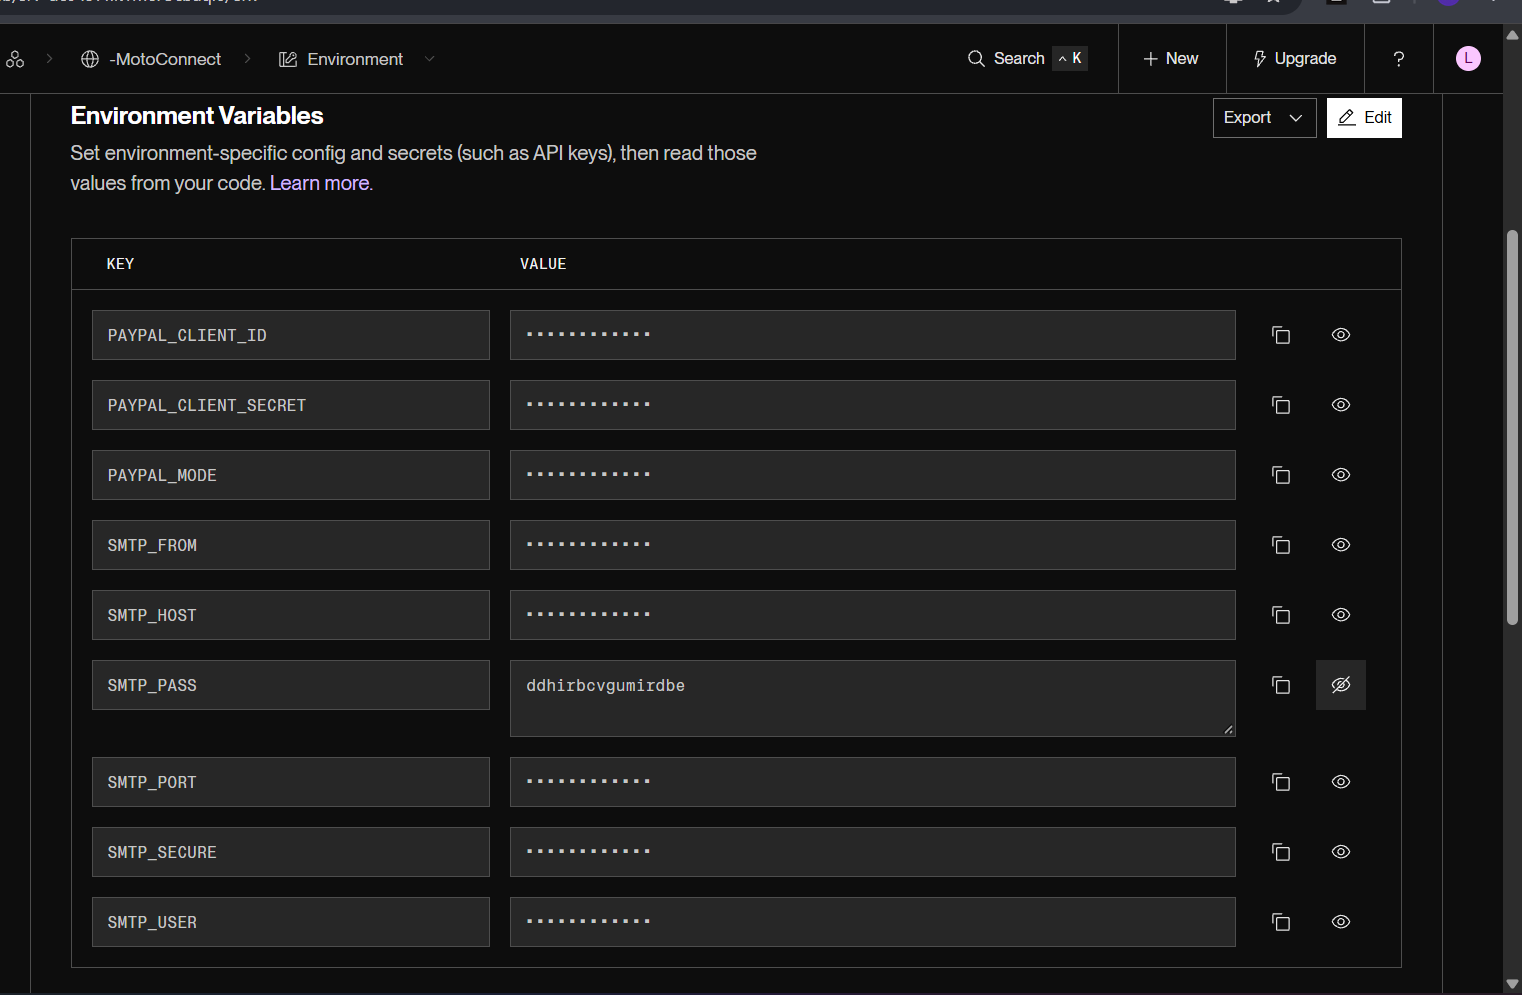 -MotoConnect
Environment
Search ^ K
+ New
Upgrade
?
L
Environment Variables
Export
Edit
Set environment-specific config and secrets (such as API keys), then read those
values from your code. Learn more.
KEY VALUE
PAYPAL_CLIENT_ID
PAYPAL_CLIENT_SECRET
PAYPAL_MODE
SMTP_FROM
SMTP_HOST
SMTP_PASS ddhirbcvgumirdbe
SMTP_PORT
SMTP_SECURE
SMTP_USER